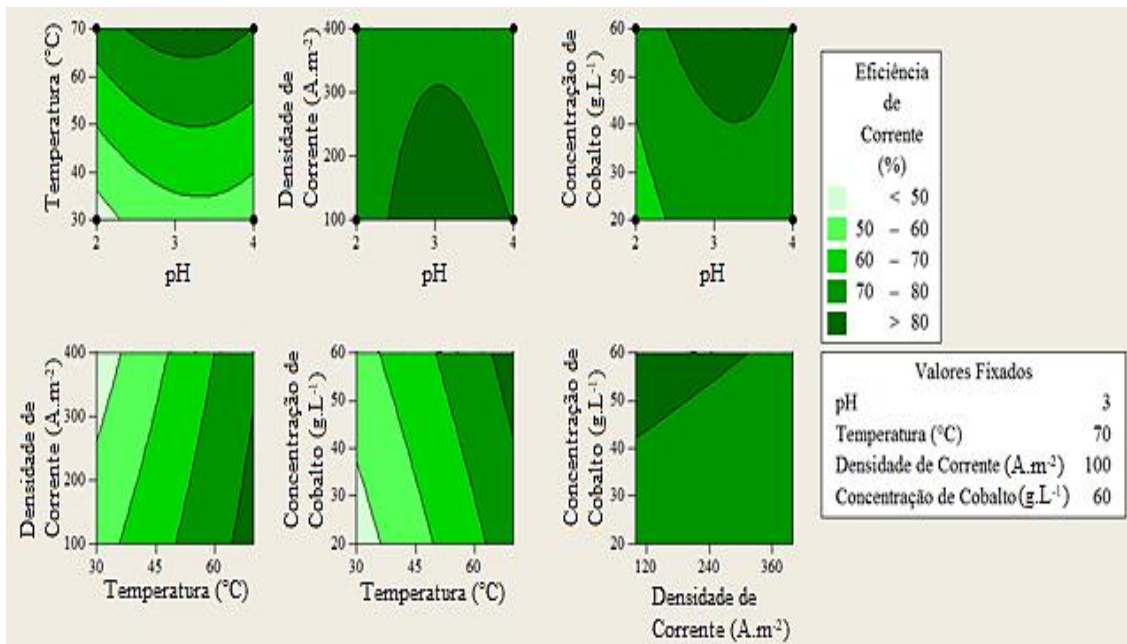 Temperatura (°C)
70
60
50
40
30
2
3
4
pH
Densidade de
Corrente (A.m-2)
400
300
200
100
2
3
4
pH
Concentração de
Cobalto (g.L-1)
60
50
40
30
20
2
3
4
pH
Eficiência
de
Corrente
(%)
< 50
50 – 60
60 – 70
70 – 80
> 80
Densidade de
Corrente (A.m-2)
400
300
200
100
30
45
60
Temperatura (°C)
Concentração de
Cobalto (g.L-1)
60
50
40
30
20
30
45
60
Temperatura (°C)
Concentração de
Cobalto (g.L-1)
60
50
40
30
20
120
240
360
Densidade de
Corrente (A.m-2)
Valores Fixados
pH 3
Temperatura (°C) 70
Densidade de Corrente (A.m-2) 100
Concentração de Cobalto (g.L-1) 60